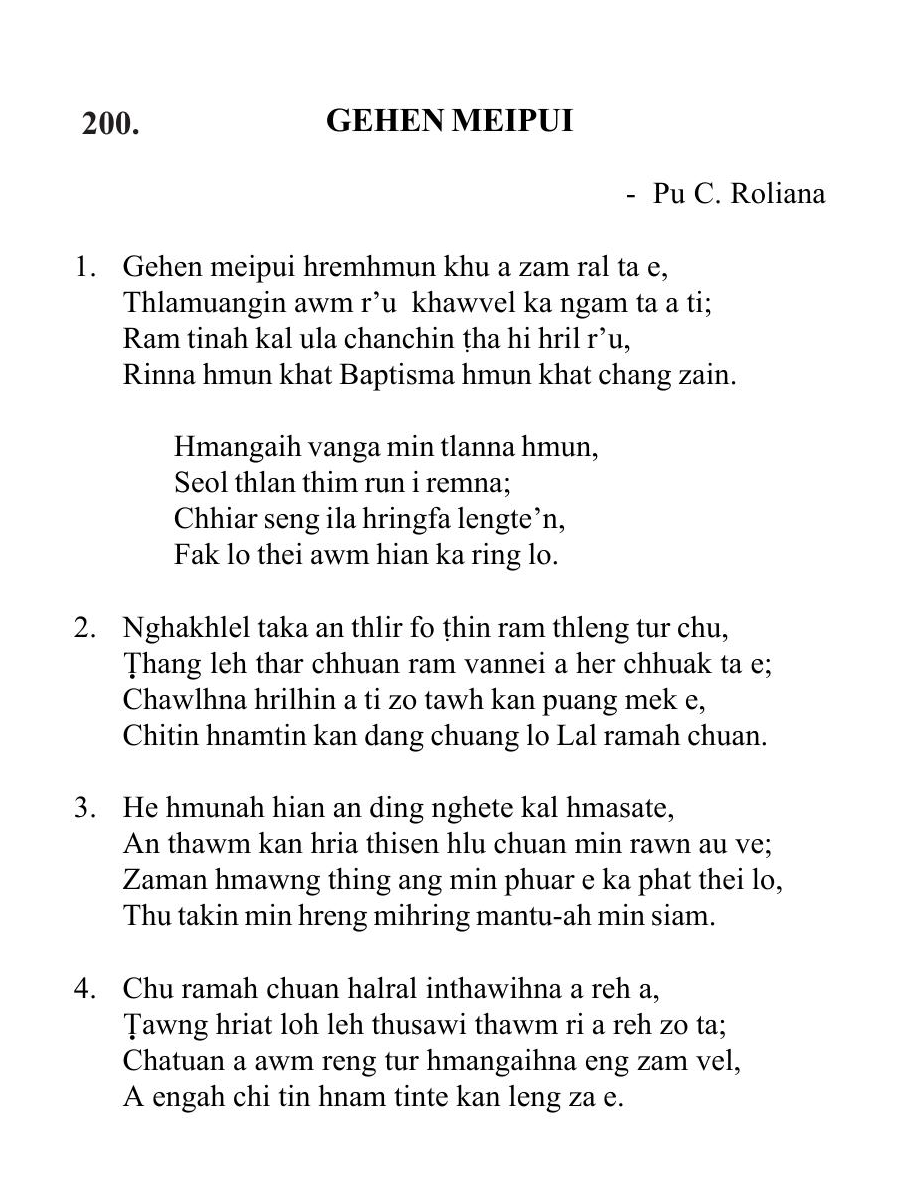 200. GEHEN MEIPUI
- Pu C. Roliana
1. Gehen meipui hremhmun khu a zam ral ta e,
Thlamuangin awm r’u khawvel ka ngam ta a ti;
Ram tinah kal ula chanchin ṭha hi hril r’u,
Rinna hmun khat Baptisma hmun khat chang zain.
Hmangaih vanga min tlanna hmun,
Seol thlan thim run i remna;
Chhiar seng ila hringfa lengte’n,
Fak lo thei awm hian ka ring lo.
2. Nghakhlel taka an thlir fo ṭhin ram thleng tur chu,
Ṭhang leh thar chhuan ram vannei a her chhuak ta e;
Chawlhna hrilhin a ti zo tawh kan puang mek e,
Chitin hnamtin kan dang chuang lo Lal ramah chuan.
3. He hmunah hian an ding nghete kal hmasate,
An thawm kan hria thisen hlu chuan min rawn au ve;
Zaman hmawng thing ang min phuar e ka phat thei lo,
Thu takin min hreng mihring mantu-ah min siam.
4. Chu ramah chuan halral inthawihna a reh a,
Ṭawng hriat loh leh thusawi thawm ri a reh zo ta;
Chatuan a awm reng tur hmangaihna eng zam vel,
A engah chi tin hnam tinte kan leng za e.